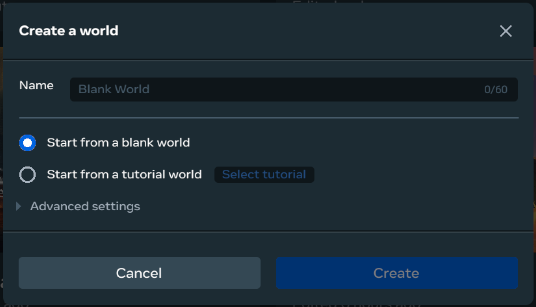 Create a world
Name
Blank World
0/60
Start from a blank world
Start from a tutorial world
Select tutorial
Advanced settings
Cancel
Create